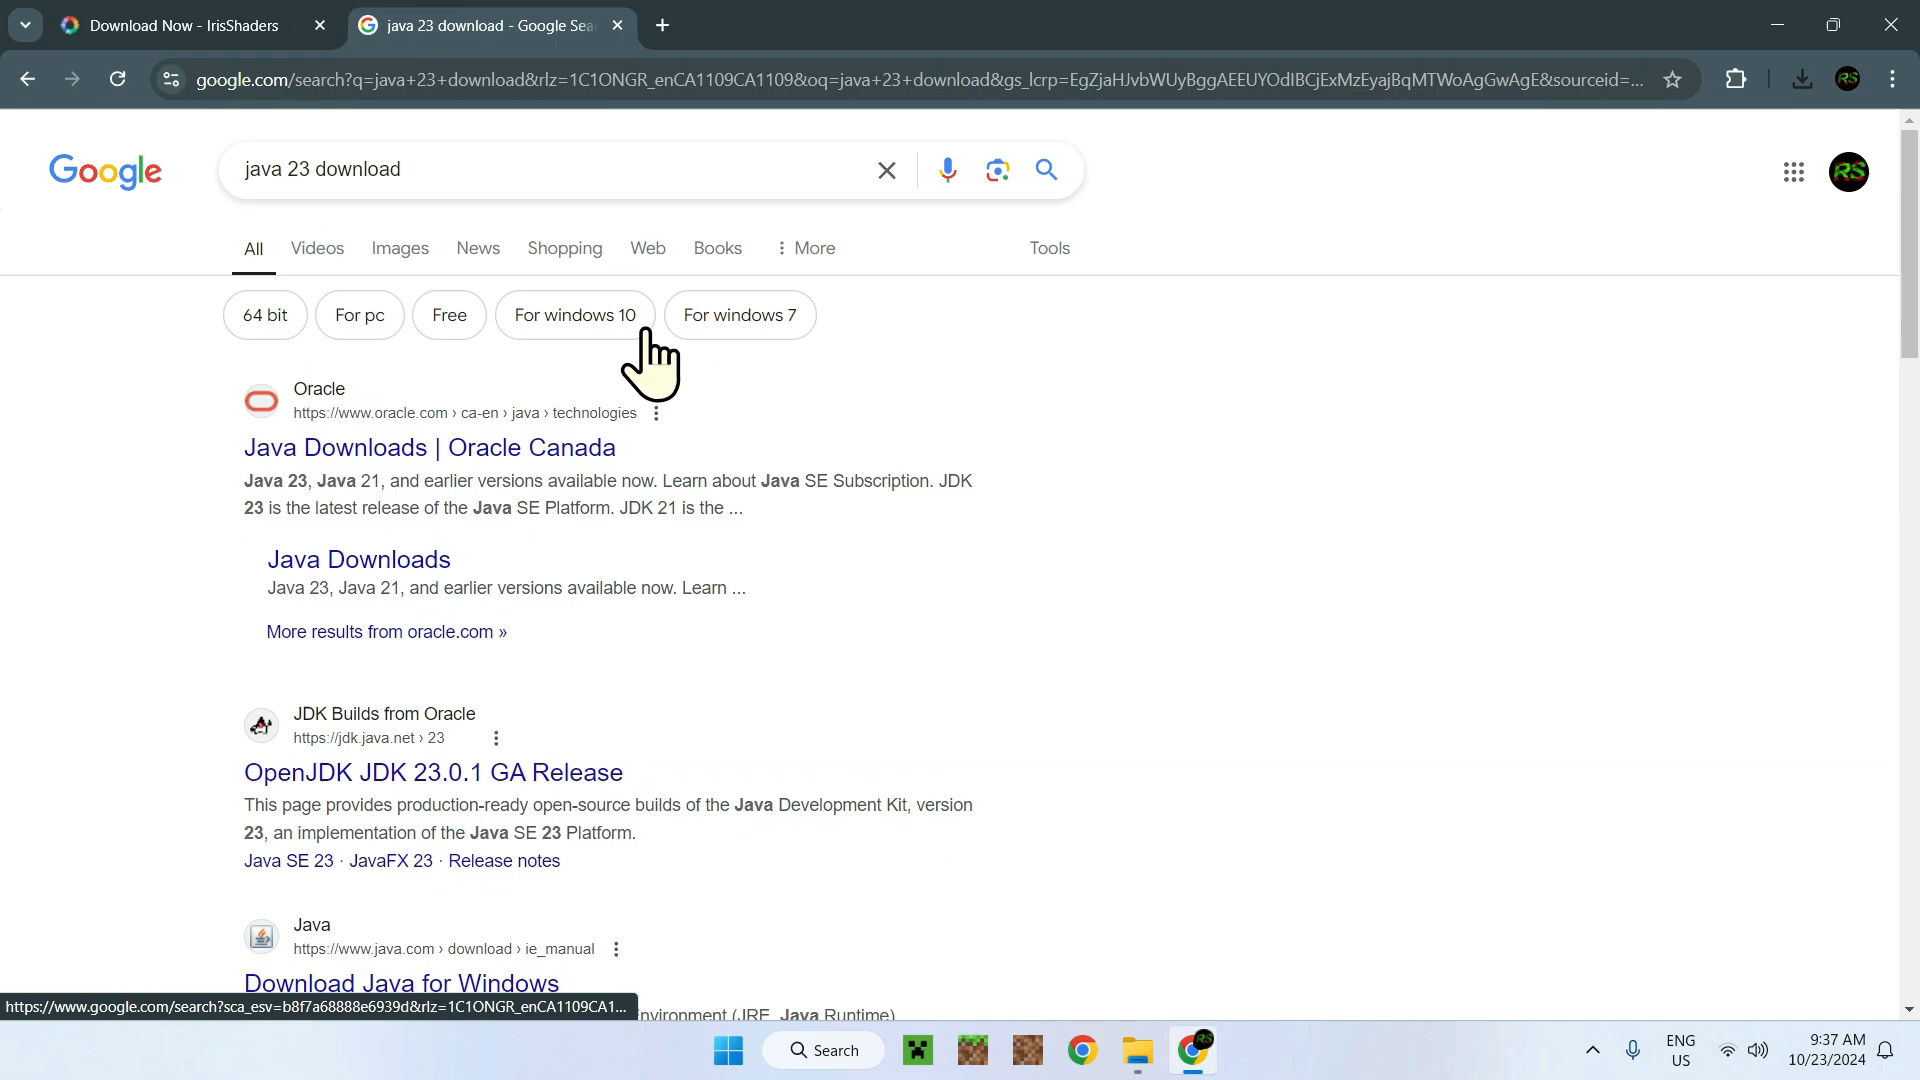 Download Now - IrisShaders
java 23 download - Google Sea
google.com/search?q=java+23+download&rlz=1C1ONGR_enCA1109CA1109&oq=java+23+download&gs_lcrp=EgZjaHJvbWUyBggAEEUYOdIBCjExMzEyajBqMTWoAgGwAgE&sourceid=...
RS
Google
java 23 download
RS
All Videos Images News Shopping Web Books More Tools
64 bit For pc Free For windows 10 For windows 7
Oracle
https://www.oracle.com › ca-en › java › technologies
Java Downloads | Oracle Canada
Java 23, Java 21, and earlier versions available now. Learn about Java SE Subscription. JDK
23 is the latest release of the Java SE Platform. JDK 21 is the ...
Java Downloads
Java 23, Java 21, and earlier versions available now. Learn ...
More results from oracle.com »
JDK Builds from Oracle
https://jdk.java.net › 23
OpenJDK JDK 23.0.1 GA Release
This page provides production-ready open-source builds of the Java Development Kit, version
23, an implementation of the Java SE 23 Platform.
Java SE 23 · JavaFX 23 · Release notes
Java
https://www.java.com › download › ie_manual
Download Java for Windows
https://www.google.com/search?sca_esv=b8f7a68888e6939d&rlz=1C1ONGR_enCA1109CA1...
nvironment (JRE, Java Runtime)
Search
ENG
US
9:37 AM
10/23/2024